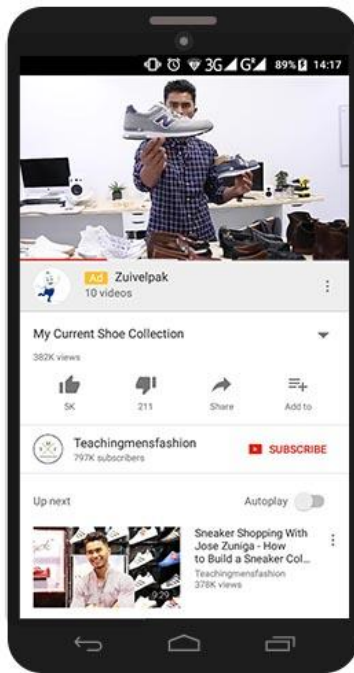 3G G 89% 14:17
Ad Zuivelpak
10 videos
My Current Shoe Collection
382K views
5K 211 Share Add to
Teachingmensfashion
797K subscribers
SUBSCRIBE
Up next Autoplay
Sneaker Shopping With
Jose Zuniga - How
to Build a Sneaker Col...
Teachingmensfashion
378K views
9:29